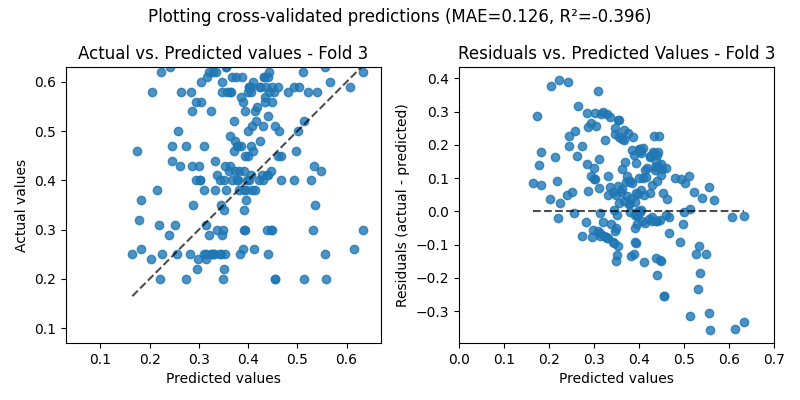 Plotting cross-validated predictions (MAE=0.126, R²=-0.396)
Actual vs. Predicted values - Fold 3
Actual values
0.6
0.5
0.4
0.3
0.2
0.1
0.1 0.2 0.3 0.4 0.5 0.6
Predicted values
Residuals vs. Predicted Values - Fold 3
Residuals (actual - predicted)
0.4
0.3
0.2
0.1
0.0
−0.1
−0.2
−0.3
0.0 0.1 0.2 0.3 0.4 0.5 0.6 0.7
Predicted values